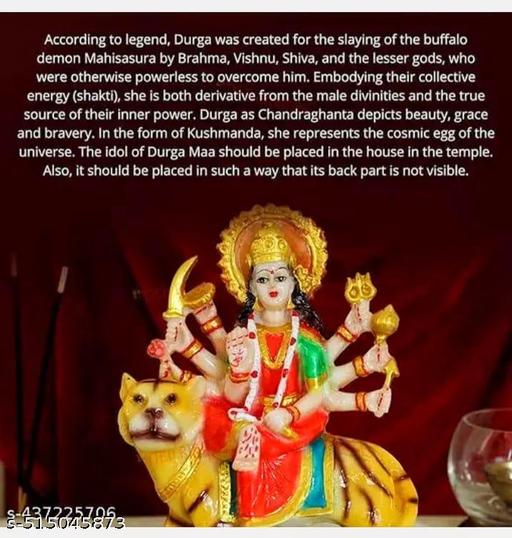 According to legend, Durga was created for the slaying of the buffalo
demon Mahisasura by Brahma, Vishnu, Shiva, and the lesser gods, who
were otherwise powerless to overcome him. Embodying their collective
energy (shakti), she is both derivative from the male divinities and the true
source of their inner power. Durga as Chandraghanta depicts beauty, grace
and bravery. In the form of Kushmanda, she represents the cosmic egg of the
universe. The idol of Durga Maa should be placed in the house in the temple.
Also, it should be placed in such a way that its back part is not visible.
s-437225706
s-515045873